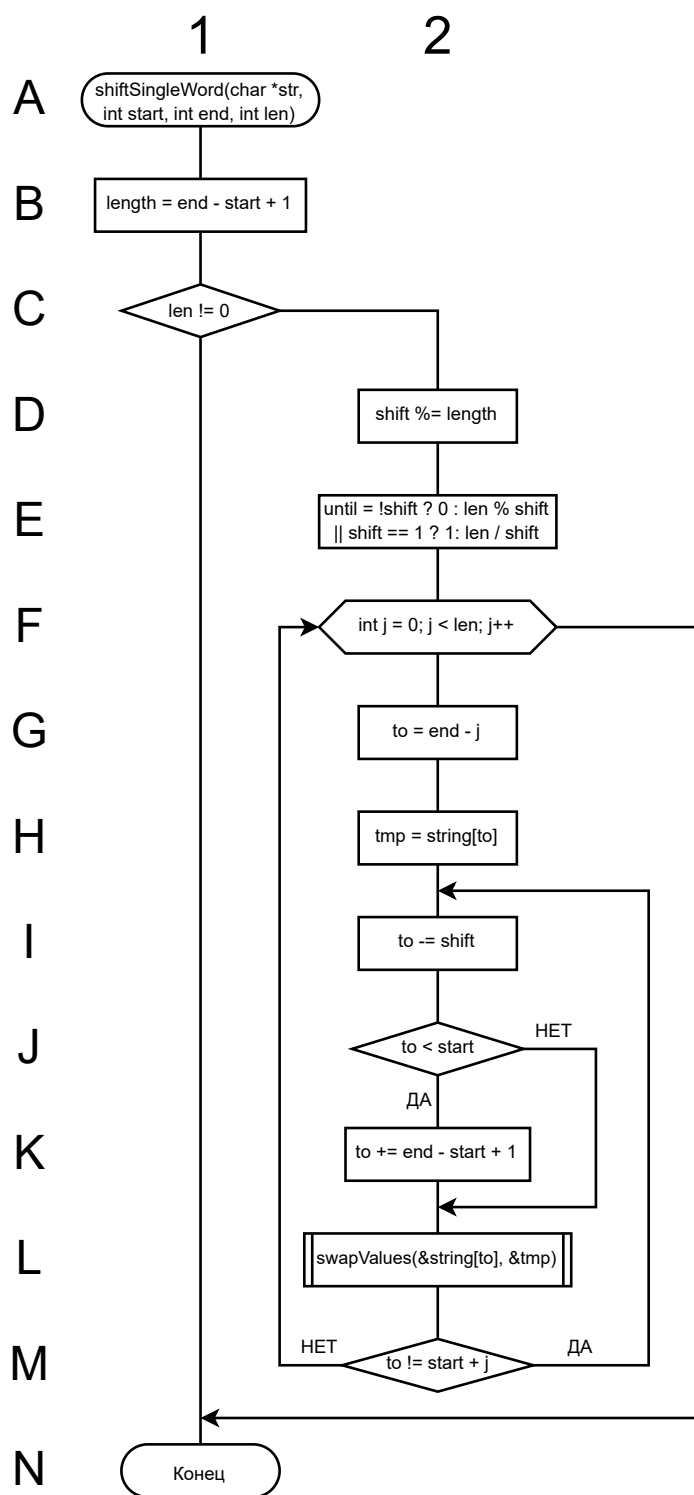 1
2
A
shiftSingleWord(char *str,
int start, int end, int len)
B
length = end - start + 1
C
len != 0
D
shift %= length
E
until = !shift ? 0 : len % shift
|| shift == 1 ? 1: len / shift
F
int j = 0; j < len; j++
G
to = end - j
H
tmp = string[to]
I
to -= shift
J
to < start
НЕТ
ДА
K
to += end - start + 1
L
swapValues(&string[to], &tmp)
M
НЕТ
to != start + j
ДА
N
Конец